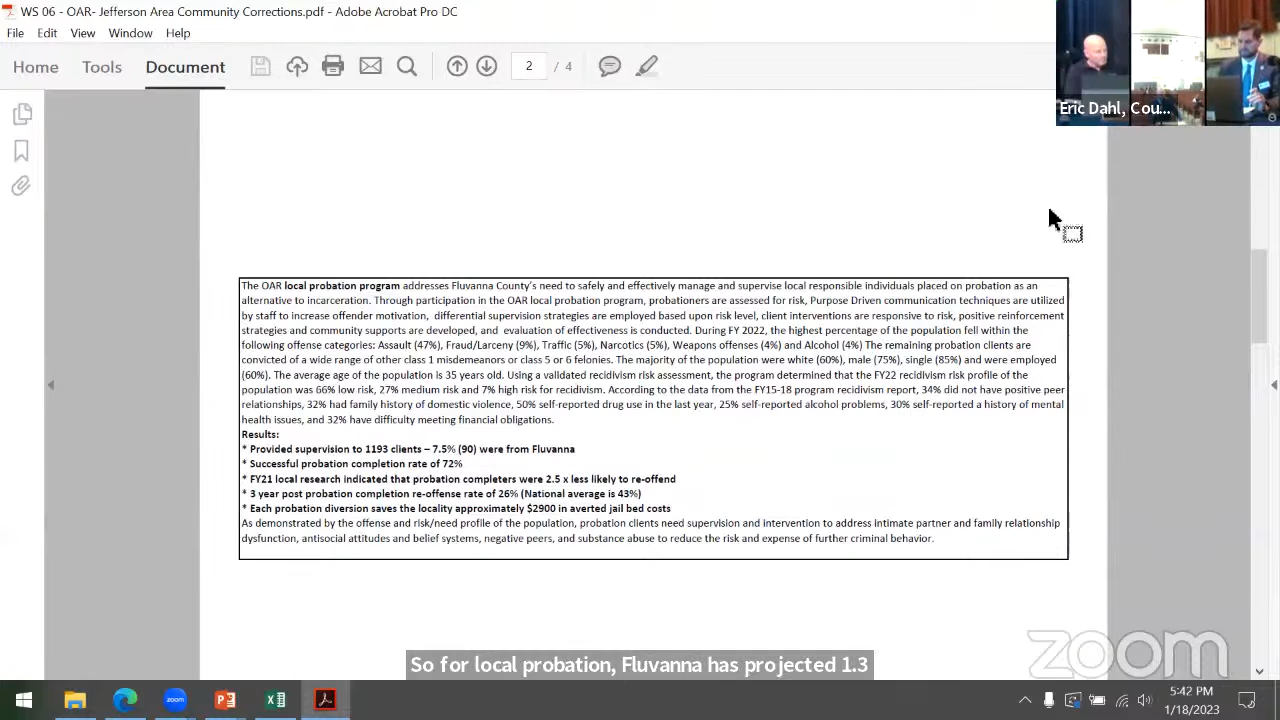 WS 06 - OAR- Jefferson Area Community Corrections.pdf - Adobe Acrobat Pro DC
File Edit View Window Help
Home Tools Document 2 / 4
Eric Dahl, Cou...
The OAR local probation program addresses Fluvanna County's need to safely and effectively manage and supervise local responsible individuals placed on probation as an
alternative to incarceration. Through participation in the OAR local probation program, probationers are assessed for risk, Purpose Driven communication techniques are utilized
by staff to increase offender motivation, differential supervision strategies are employed based upon risk level, client interventions are responsive to risk, positive reinforcement
strategies and community supports are developed, and evaluation of effectiveness is conducted. During FY 2022, the highest percentage of the population fell within the
following offense categories: Assault (47%), Fraud/Larceny (9%), Traffic (5%), Narcotics (5%), Weapons offenses (4%) and Alcohol (4%) The remaining probation clients are
convicted of a wide range of other class 1 misdemeanors or class 5 or 6 felonies. The majority of the population were white (60%), male (75%), single (85%) and were employed
(60%). The average age of the population is 35 years old. Using a validated recidivism risk assessment, the program determined that the FY22 recidivism risk profile of the
population was 66% low risk, 27% medium risk and 7% high risk for recidivism. According to the data from the FY15-18 program recidivism report, 34% did not have positive peer
relationships, 32% had family history of domestic violence, 50% self-reported drug use in the last year, 25% self-reported alcohol problems, 30% self-reported a history of mental
health issues, and 32% have difficulty meeting financial obligations.
Results:
* Provided supervision to 1193 clients – 7.5% (90) were from Fluvanna
* Successful probation completion rate of 72%
* FY21 local research indicated that probation completers were 2.5 x less likely to re-offend
* 3 year post probation completion re-offense rate of 26% (National average is 43%)
* Each probation diversion saves the locality approximately $2900 in averted jail bed costs
As demonstrated by the offense and risk/need profile of the population, probation clients need supervision and intervention to address intimate partner and family relationship
dysfunction, antisocial attitudes and belief systems, negative peers, and substance abuse to reduce the risk and expense of further criminal behavior.
zoom
So for local probation, Fluvanna has projected 1.3
zoom
5:42 PM
1/18/2023